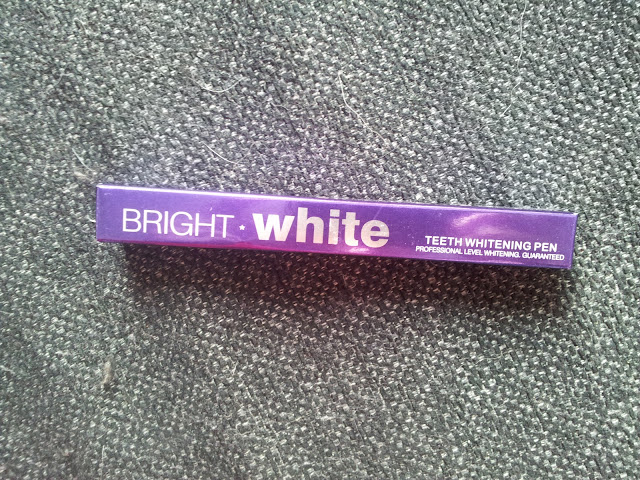 BRIGHT * white
TEETH WHITENING PEN
PROFESSIONAL LEVEL WHITENING. GUARANTEED